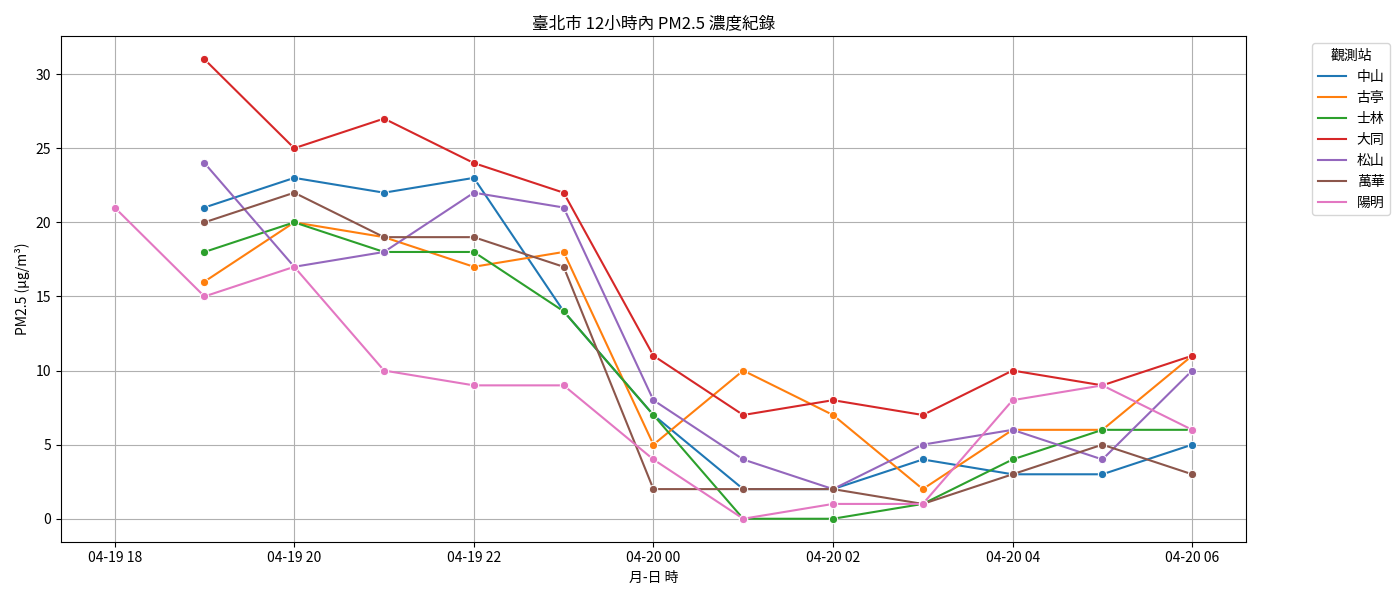 臺北市 12小時內 PM2.5 濃度紀錄
觀測站
中山
古亭
士林
大同
松山
萬華
陽明
PM2.5 (μg/m³)
30
25
20
15
10
5
0
04-19 18
04-19 20
04-19 22
04-20 00
04-20 02
04-20 04
04-20 06
月-日 時